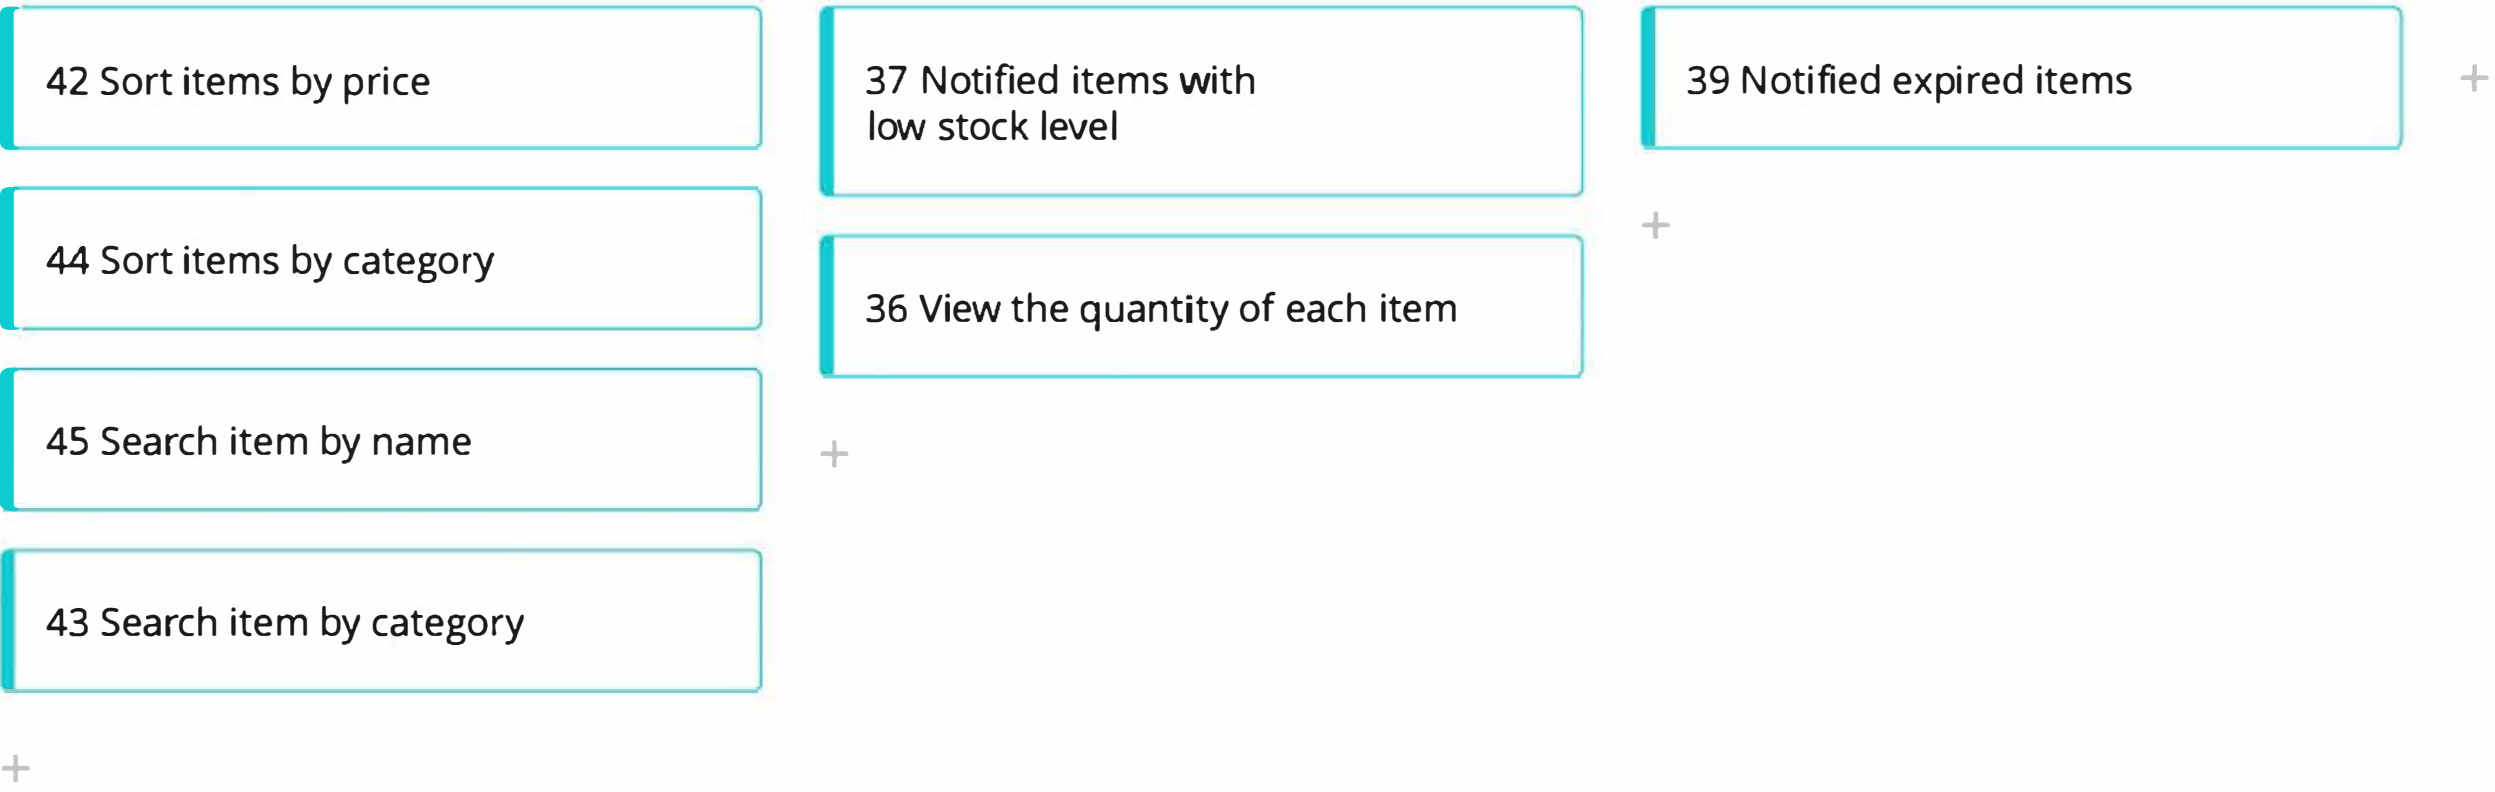 42 Sort items by price
44 Sort items by category
45 Search item by name
43 Search item by category
37 Notified items with
low stock level
36 View the quantity of each item
39 Notified expired items